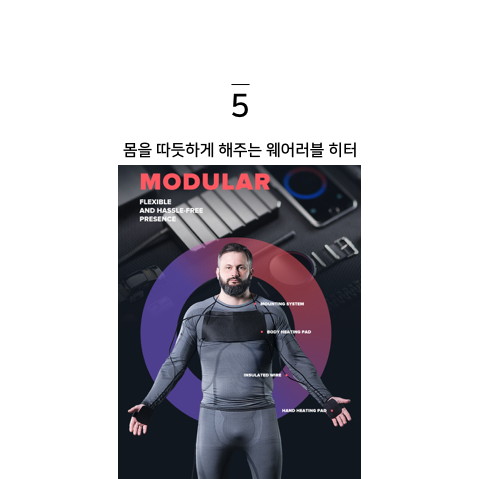 5
몸을 따뜻하게 해주는 웨어러블 히터
MODULAR
FLEXIBLE
AND HASSLE-FREE
PRESENCE
MOUNTING SYSTEM
BODY HEATING PAD
INSULATED WIRE
HAND HEATING PAD